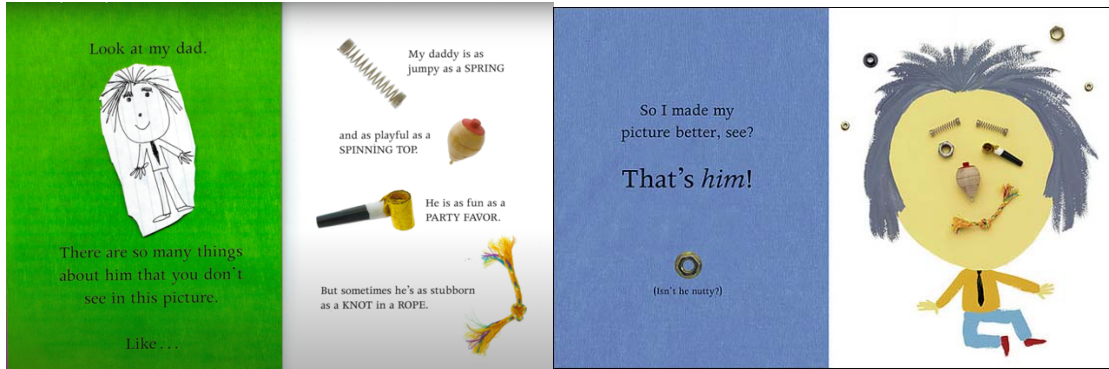 Look at my dad.
There are so many things
about him that you don't
see in this picture.
Like . . .
My daddy is as
jumpy as a SPRING
and as playful as a
SPINNING TOP.
He is as fun as a
PARTY FAVOR.
But sometimes he's as stubborn
as a KNOT in a ROPE.
So I made my
picture better, see?
That's him!
(Isn't he nutty?)